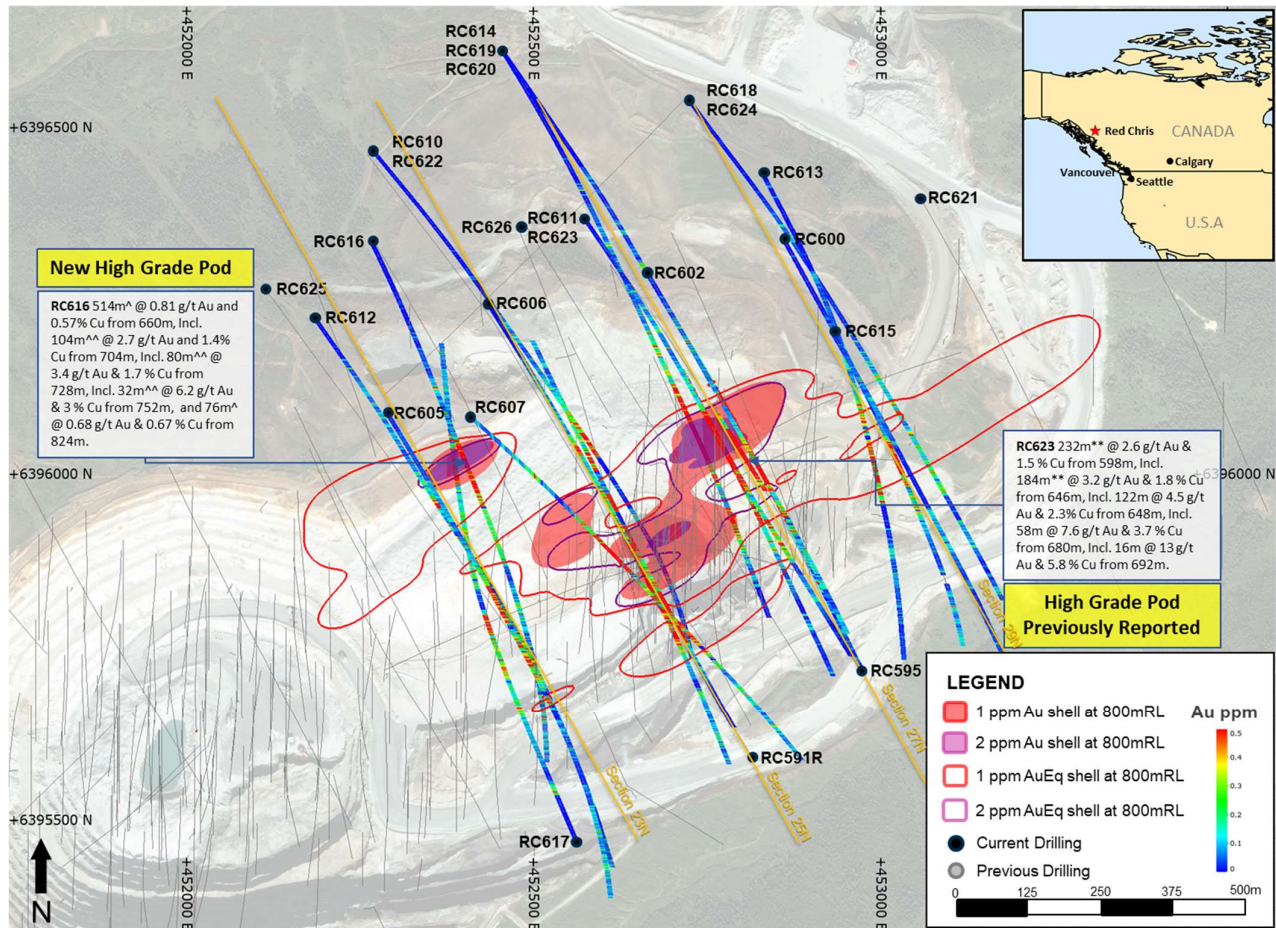 +452000 E
+452500 E
+453000 E
RC614
RC619
RC620
RC618
RC624
+6396500 N
RC610
RC622
RC613
RC621
RC626
RC611
RC623
RC616
RC600
RC602
RC625
RC606
RC612
RC615
RC605
RC607
New High Grade Pod
RC616 514m^ @ 0.81 g/t Au and
0.57% Cu from 660m, Incl.
104m^^ @ 2.7 g/t Au and 1.4%
Cu from 704m, Incl. 80m^^ @
3.4 g/t Au & 1.7 % Cu from
728m, Incl. 32m^^ @ 6.2 g/t Au
& 3 % Cu from 752m, and 76m^
@ 0.68 g/t Au & 0.67 % Cu from
824m.
+6396000 N
+6396000 N
RC623 232m** @ 2.6 g/t Au &
1.5 % Cu from 598m, Incl.
184m** @ 3.2 g/t Au & 1.8 % Cu
from 646m, Incl. 122m @ 4.5 g/t
Au & 2.3% Cu from 648m, Incl.
58m @ 7.6 g/t Au & 3.7 % Cu
from 680m, Incl. 16m @ 13 g/t
Au & 5.8 % Cu from 692m.
High Grade Pod
Previously Reported
Section 29N
Section 27N
Section 25N
Section 23N
RC595
RC591R
RC617
+6395500 N
+452000 E
+452500 E
+453000 E
N
Red Chris
CANADA
Calgary
Vancouver
Seattle
U.S.A
LEGEND
1 ppm Au shell at 800mRL
2 ppm Au shell at 800mRL
1 ppm AuEq shell at 800mRL
2 ppm AuEq shell at 800mRL
Current Drilling
Previous Drilling
Au ppm
0.5
0.4
0.3
0.2
0.1
0
0 125 250 375 500m